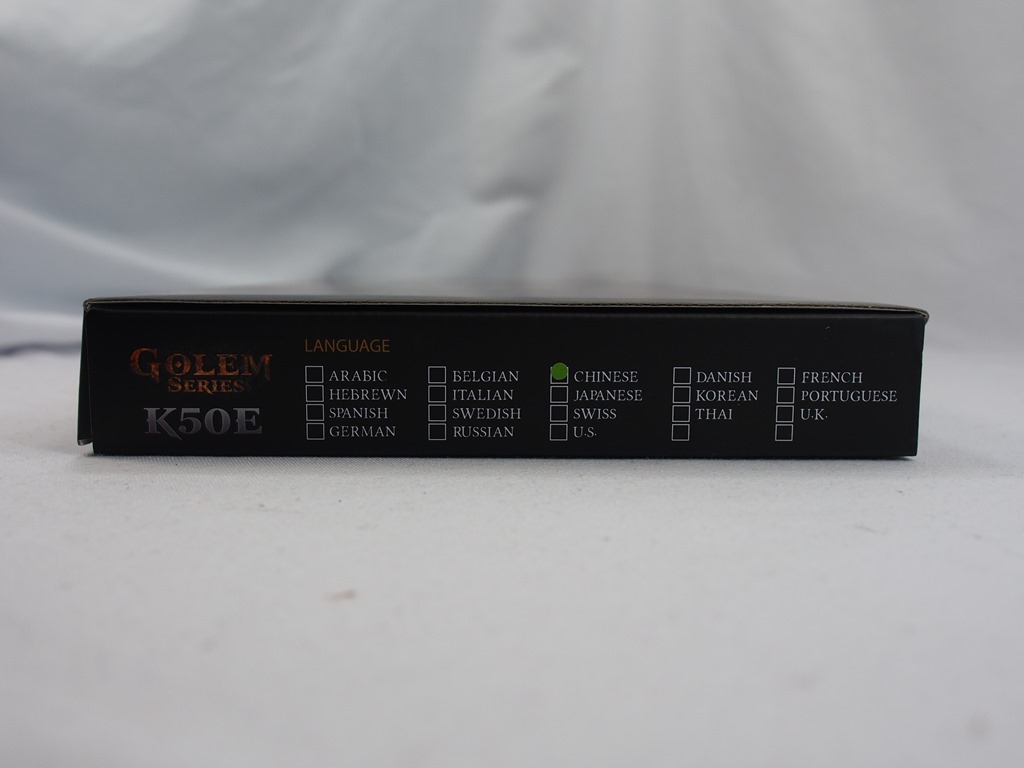 GOLEM
SERIES
K50E
LANGUAGE
ARABIC
HEBREWN
SPANISH
GERMAN
BELGIAN
ITALIAN
SWEDISH
RUSSIAN
CHINESE
JAPANESE
SWISS
U.S.
DANISH
KOREAN
THAI
FRENCH
PORTUGUESE
U.K.